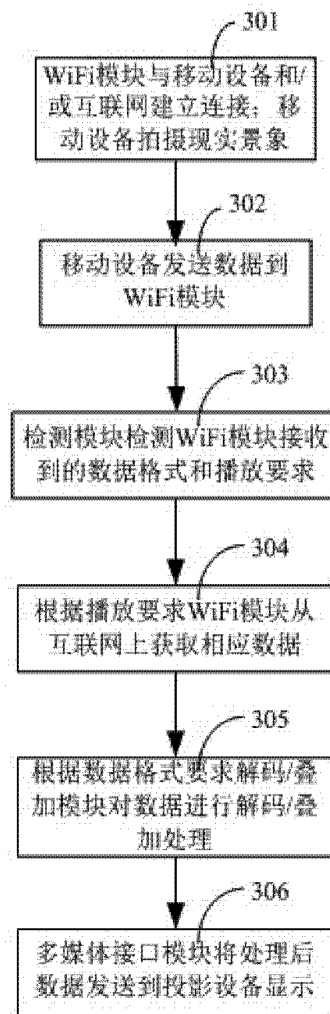 301
WiFi模块与移动设备和/
或互联网建立连接；移
动设备拍摄现实景象
302
移动设备发送数据到
WiFi模块
303
检测模块检测WiFi模块接收
到的数据格式和播放要求
304
根据播放要求WiFi模块从
互联网上获取相应数据
305
根据数据格式要求解码/叠
加模块对数据进行解码/叠
加处理
306
多媒体接口模块将处理后
数据发送到投影设备显示